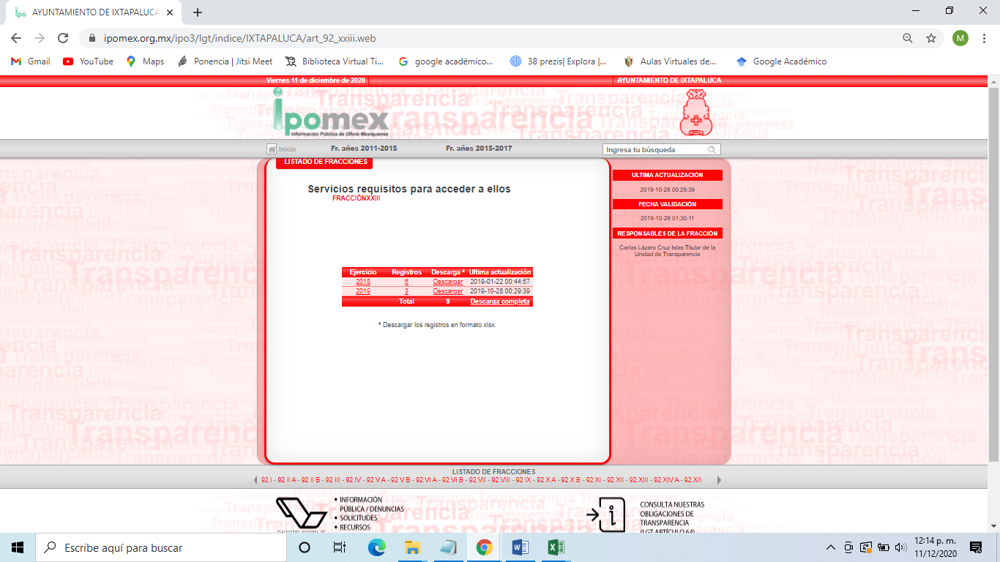 AYUNTAMIENTO DE IXTAPALUCA
ipomex.org.mx/ipo3/lgt/indice/IXTAPALUCA/art_92_xxiii.web
M
Gmail YouTube Maps Ponencia | Jitsi Meet Biblioteca Virtual Ti... google académico... 38 prezis| Explora |... Aulas Virtuales de... Google Académico
Viernes 11 de diciembre de 2020 AYUNTAMIENTO DE IXTAPALUCA
ipomex
Información Pública de Oficio Mexiquense
Transparencia
Inicio Fr. años 2011-2015 Fr. años 2015-2017 Ingresa tu búsqueda
LISTADO DE FRACCIONES
Servicios requisitos para acceder a ellos
FRACCIÓNXXIII
Ejercicio Registros Descarga * Ultima actualización
2018 6 Descargar 2019-01-22 00:44:57
2019 3 Descargar 2019-10-28 00:29:39
Total 9 Descarga completa
* Descargar los registros en formato xlsx.
ULTIMA ACTUALIZACIÓN
2019-10-28 00:29:39
FECHA VALIDACIÓN
2019-10-28 01:30:11
RESPONSABLES DE LA FRACCIÓN
Carlos Lázaro Cruz Islas Titular de la
Unidad de Transparencia
LISTADO DE FRACCIONES
92 I - 92 II A - 92 II B - 92 III - 92 IV - 92 V A - 92 V B - 92 VI A - 92 VI B - 92 VII - 92 VIII - 92 IX - 92 X A - 92 X B - 92 XI - 92 XII - 92 XIII - 92 XIV A - 92 XIV
• INFORMACIÓN
PÚBLICA / DENUNCIAS
• SOLICITUDES
• RECURSOS
PLATAFORMA NACIONAL DE
CONSULTA NUESTRAS
OBLIGACIONES DE
TRANSPARENCIA
(LGT ARTÍCULO 64)
Escribe aquí para buscar
12:14 p. m.
11/12/2020